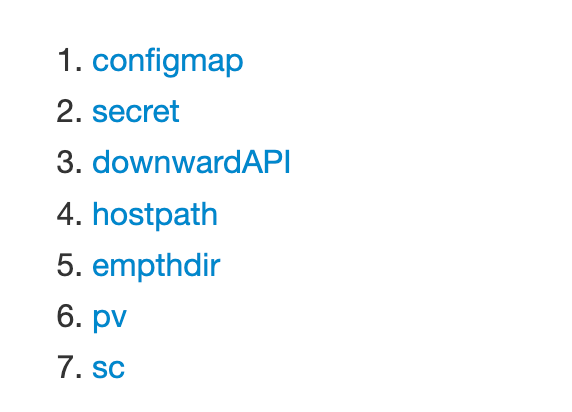 1. configmap
2. secret
3. downwardAPI
4. hostpath
5. empthdir
6. pv
7. sc